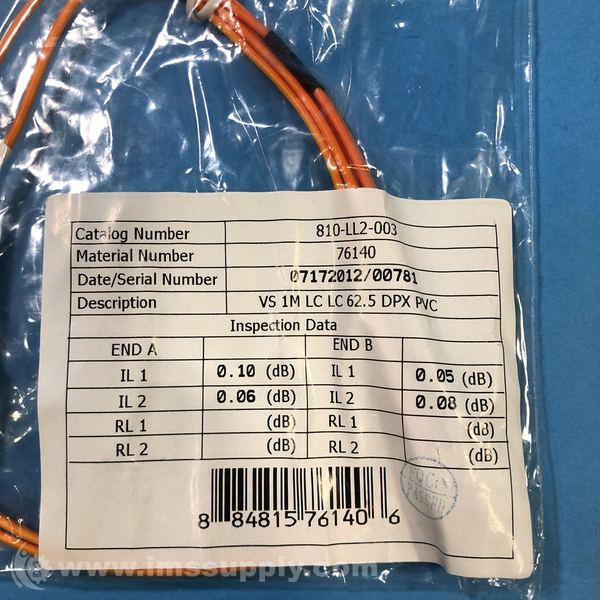 Catalog Number 810-LL2-003
Material Number 76140
Date/Serial Number 07172012/00781
Description VS 1M LC LC 62.5 DPX PVC
Inspection Data
END A END B
IL 1 0.10 (dB) IL 1 0.05 (dB)
IL 2 0.06 (dB) IL 2 0.08 (dB)
RL 1 (dB) RL 1 (dB)
RL 2 (dB) RL 2 (dB)
PASSED
8 84815 76140 6
© www.imssupply.com